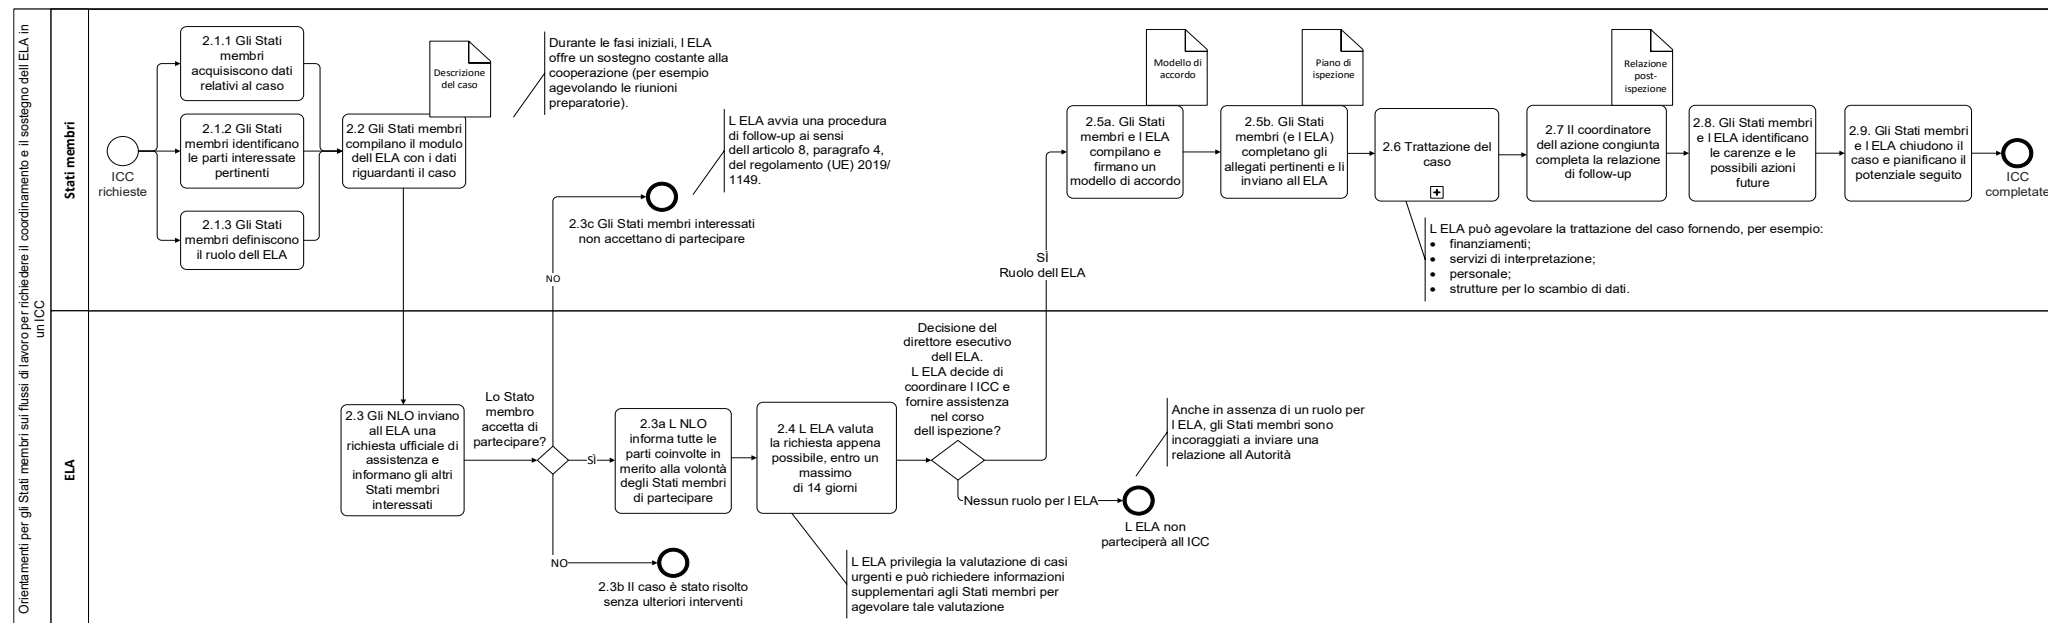 Orientamenti per gli Stati membri sui flussi di lavoro per richiedere il coordinamento e il sostegno dell ELA in
un ICC
Stati membri
ICC
richieste
2.1.1 Gli Stati
membri
acquisiscono dati
relativi al caso
2.1.2 Gli Stati
membri identificano
le parti interessate
pertinenti
2.1.3 Gli Stati
membri definiscono
il ruolo dell ELA
Descrizione
del caso
2.2 Gli Stati membri
compilano il modulo
dell ELA con i dati
riguardanti il caso
Durante le fasi iniziali, l ELA
offre un sostegno costante alla
cooperazione (per esempio
agevolando le riunioni
preparatorie).
L ELA avvia una procedura
di follow-up ai sensi
dell articolo 8, paragrafo 4,
del regolamento (UE) 2019/
1149.
2.3c Gli Stati membri interessati
non accettano di partecipare
NO
SÌ
Ruolo dell ELA
Modello di
accordo
2.5a. Gli Stati
membri e l ELA
compilano e
firmano un
modello di accordo
Piano di
ispezione
2.5b. Gli Stati
membri (e l ELA)
completano gli
allegati pertinenti e li
inviano all ELA
2.6 Trattazione del
caso
L ELA può agevolare la trattazione del caso fornendo, per esempio:
• finanziamenti;
• servizi di interpretazione;
• personale;
• strutture per lo scambio di dati.
Relazione
post-
ispezione
2.7 Il coordinatore
dell azione congiunta
completa la relazione
di follow-up
2.8. Gli Stati membri
e l ELA identificano
le carenze e le
possibili azioni
future
2.9. Gli Stati membri
e l ELA chiudono il
caso e pianificano il
potenziale seguito
ICC
completate
ELA
2.3 Gli NLO inviano
all ELA una
richiesta ufficiale di
assistenza e
informano gli altri
Stati membri
interessati
Lo Stato
membro
accetta di
partecipare?
SÌ
2.3a L NLO
informa tutte le
parti coinvolte in
merito alla volontà
degli Stati membri
di partecipare
NO
2.3b Il caso è stato risolto
senza ulteriori interventi
2.4 L ELA valuta
la richiesta appena
possibile, entro un
massimo
di 14 giorni
L ELA privilegia la valutazione di casi
urgenti e può richiedere informazioni
supplementari agli Stati membri per
agevolare tale valutazione
Decisione del
direttore esecutivo
dell ELA.
L ELA decide di
coordinare l ICC e
fornire assistenza
nel corso
dell ispezione?
Nessun ruolo per l ELA
L ELA non
parteciperà all ICC
Anche in assenza di un ruolo per
l ELA, gli Stati membri sono
incoraggiati a inviare una
relazione all Autorità